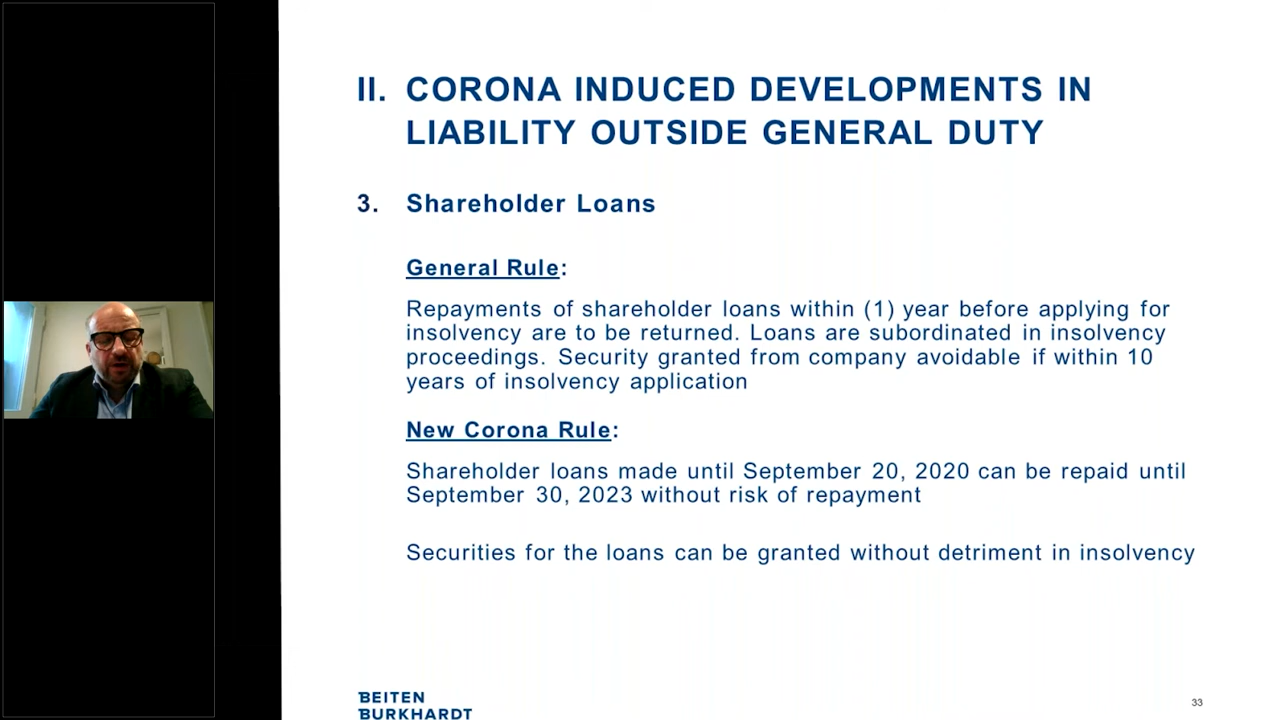 II. CORONA INDUCED DEVELOPMENTS IN
LIABILITY OUTSIDE GENERAL DUTY
3. Shareholder Loans
General Rule:
Repayments of shareholder loans within (1) year before applying for
insolvency are to be returned. Loans are subordinated in insolvency
proceedings. Security granted from company avoidable if within 10
years of insolvency application
New Corona Rule:
Shareholder loans made until September 20, 2020 can be repaid until
September 30, 2023 without risk of repayment
Securities for the loans can be granted without detriment in insolvency
BEITEN
BURKHARDT
33